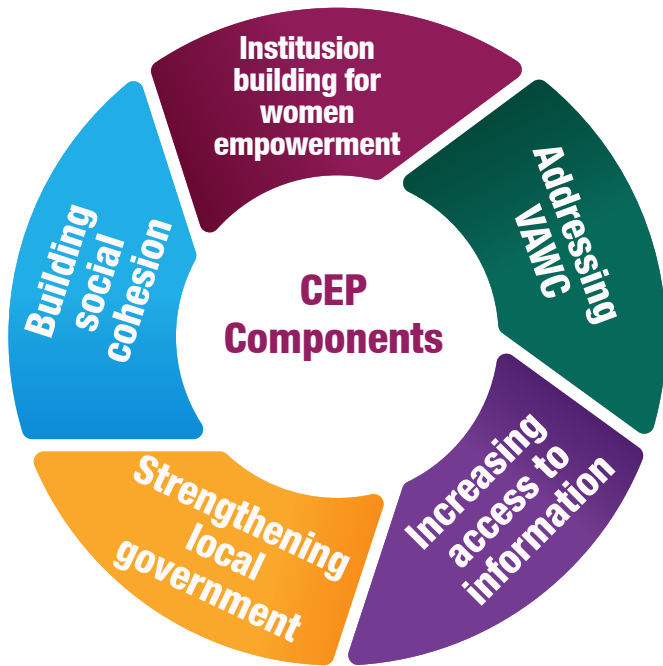 Institusion
building for
women
empowerment
Addressing
VAWC
Increasing
access to
information
Strengthening
local
government
Building
social
cohesion
CEP
Components